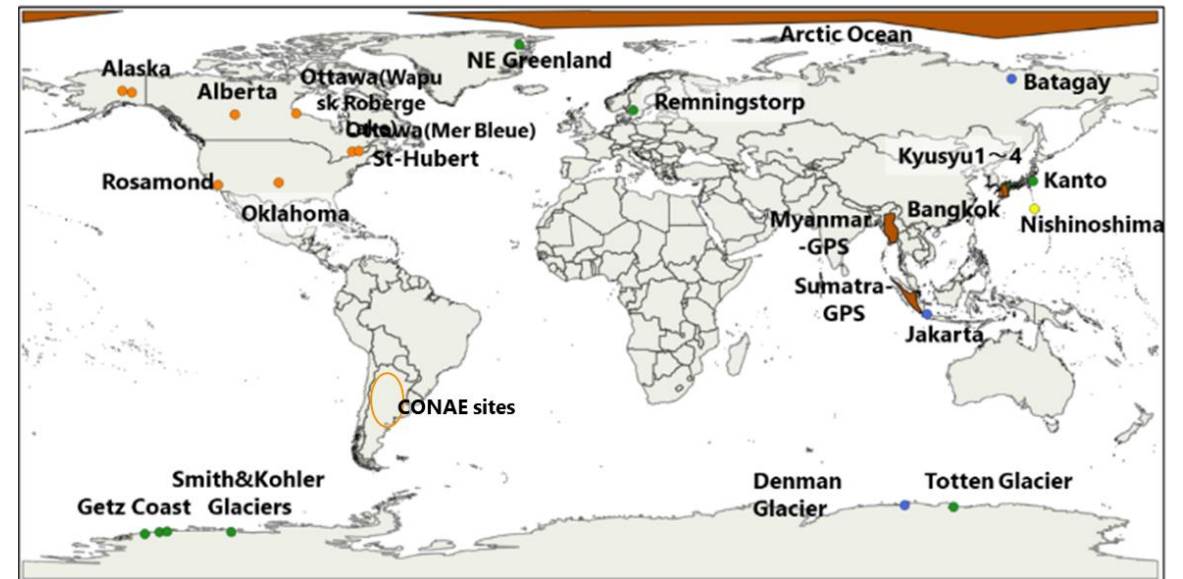 Arctic Ocean
NE Greenland
Alaska
Alberta
Ottawa(Wapu
sk Roberge
Ottawa(Mer Bleue)
St-Hubert
Rosamond
Oklahoma
Remningstorp
Batagay
Kyusyu1～4
Kanto
Bangkok
Nishinoshima
Myanmar
-GPS
Sumatra-
GPS
Jakarta
CONAE sites
Smith&Kohler
Glaciers
Getz Coast
Denman
Glacier
Totten Glacier